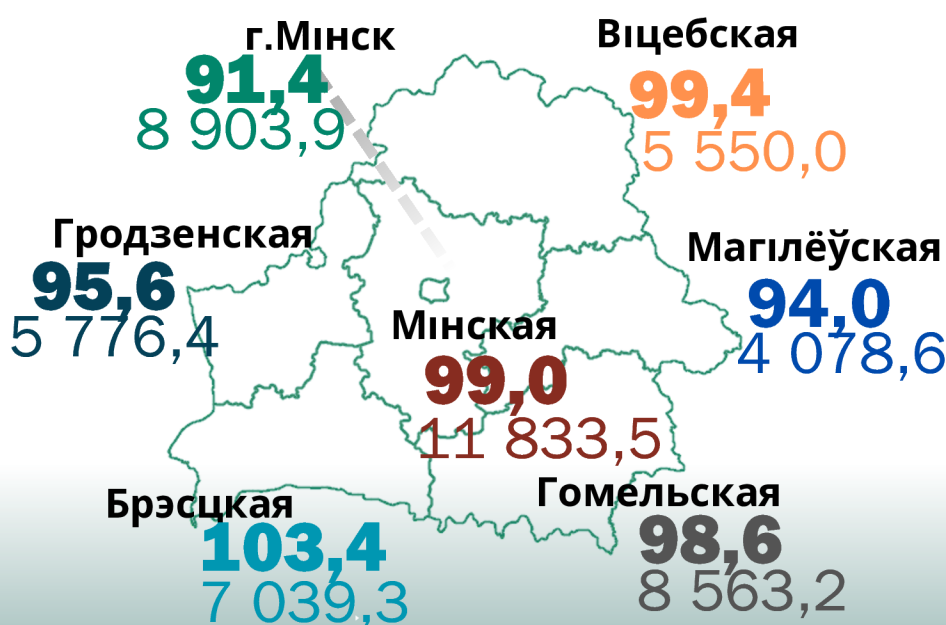 г.Мінск
91,4
8 903,9
Віцебская
99,4
5 550,0
Гродзенская
95,6
5 776,4
Магілёўская
94,0
4 078,6
Мінская
99,0
11 833,5
Брэсцкая
103,4
7 039,3
Гомельская
98,6
8 563,2